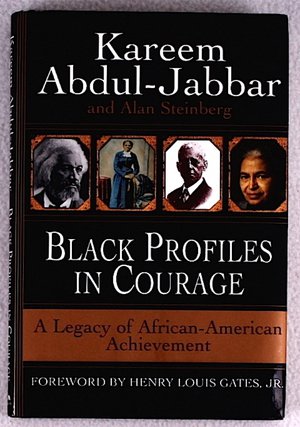 Kareem
Abdul-Jabbar
and Alan Steinberg
BLACK PROFILES
IN COURAGE
A Legacy of African-American
Achievement
FOREWORD BY HENRY LOUIS GATES, JR.